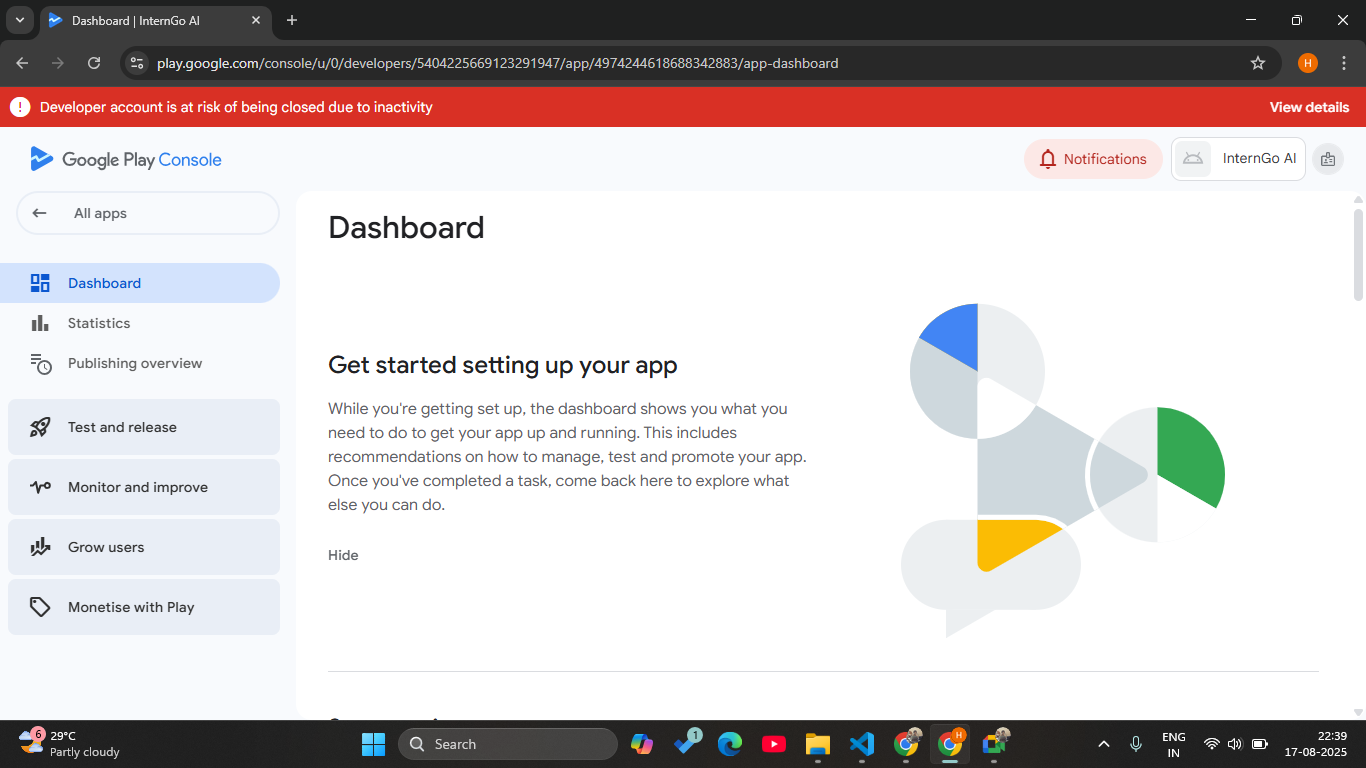 Dashboard | InternGo AI
play.google.com/console/u/0/developers/5404225669123291947/app/4974244618688342883/app-dashboard
H
! Developer account is at risk of being closed due to inactivity
View details
Google Play Console
Notifications
InternGo AI
All apps
Dashboard
Statistics
Publishing overview
Test and release
Monitor and improve
Grow users
Monetise with Play
Dashboard
Get started setting up your app
While you're getting set up, the dashboard shows you what you
need to do to get your app up and running. This includes
recommendations on how to manage, test and promote your app.
Once you've completed a task, come back here to explore what
else you can do.
Hide
6
29°C
Partly cloudy
Search
1
H
ENG
IN
22:39
17-08-2025